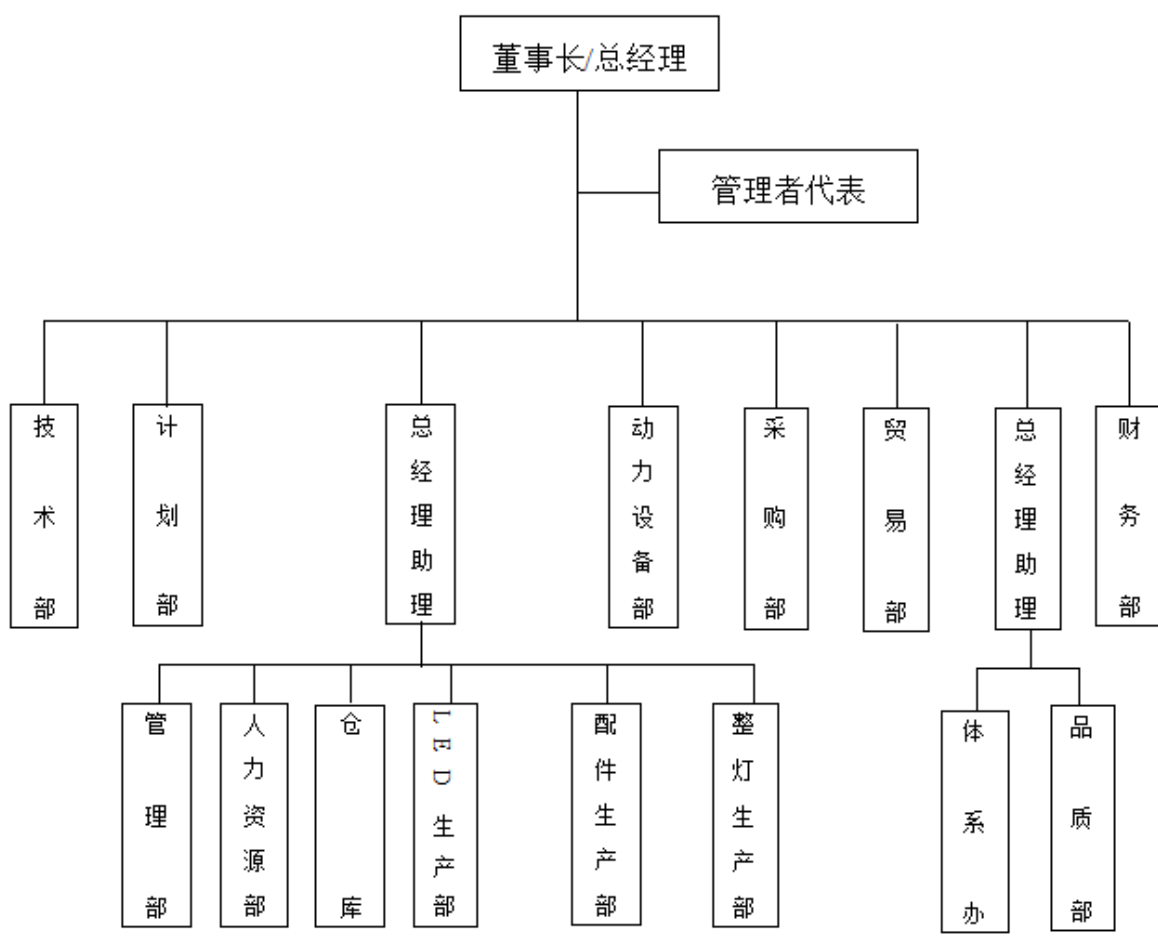 董事长/总经理
管理者代表
技术部
计划部
总经理助理
动力设备部
采购部
贸易部
总经理助理
财务部
管理部
人力资源部
仓库
LED生产部
配件生产部
整灯生产部
体系办
品质部